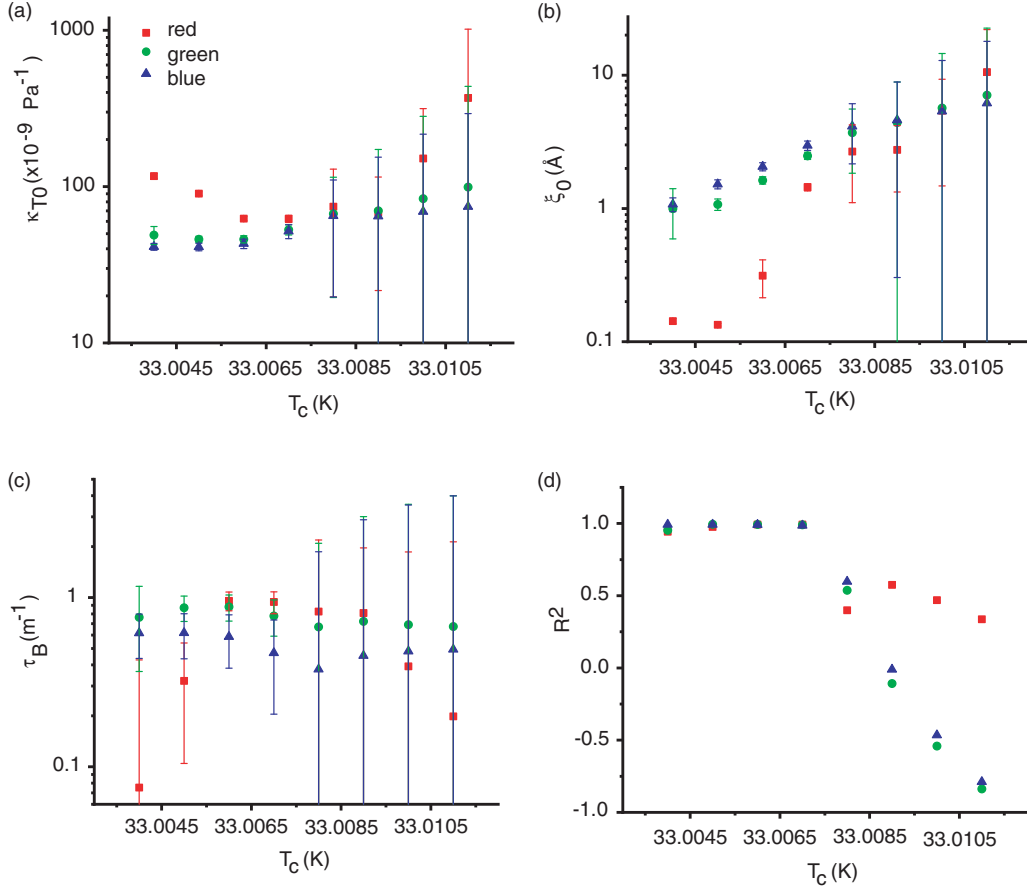 (a)
κT0 (x10-9 Pa-1)
1000
100
10
red
green
blue
33.0045 33.0065 33.0085 33.0105
Tc (K)
(b)
ξ0 (Å)
10
1
0.1
33.0045 33.0065 33.0085 33.0105
Tc (K)
(c)
τB (m-1)
1
0.1
33.0045 33.0065 33.0085 33.0105
Tc (K)
(d)
R2
1.0
0.5
0.0
-0.5
-1.0
33.0045 33.0065 33.0085 33.0105
Tc (K)